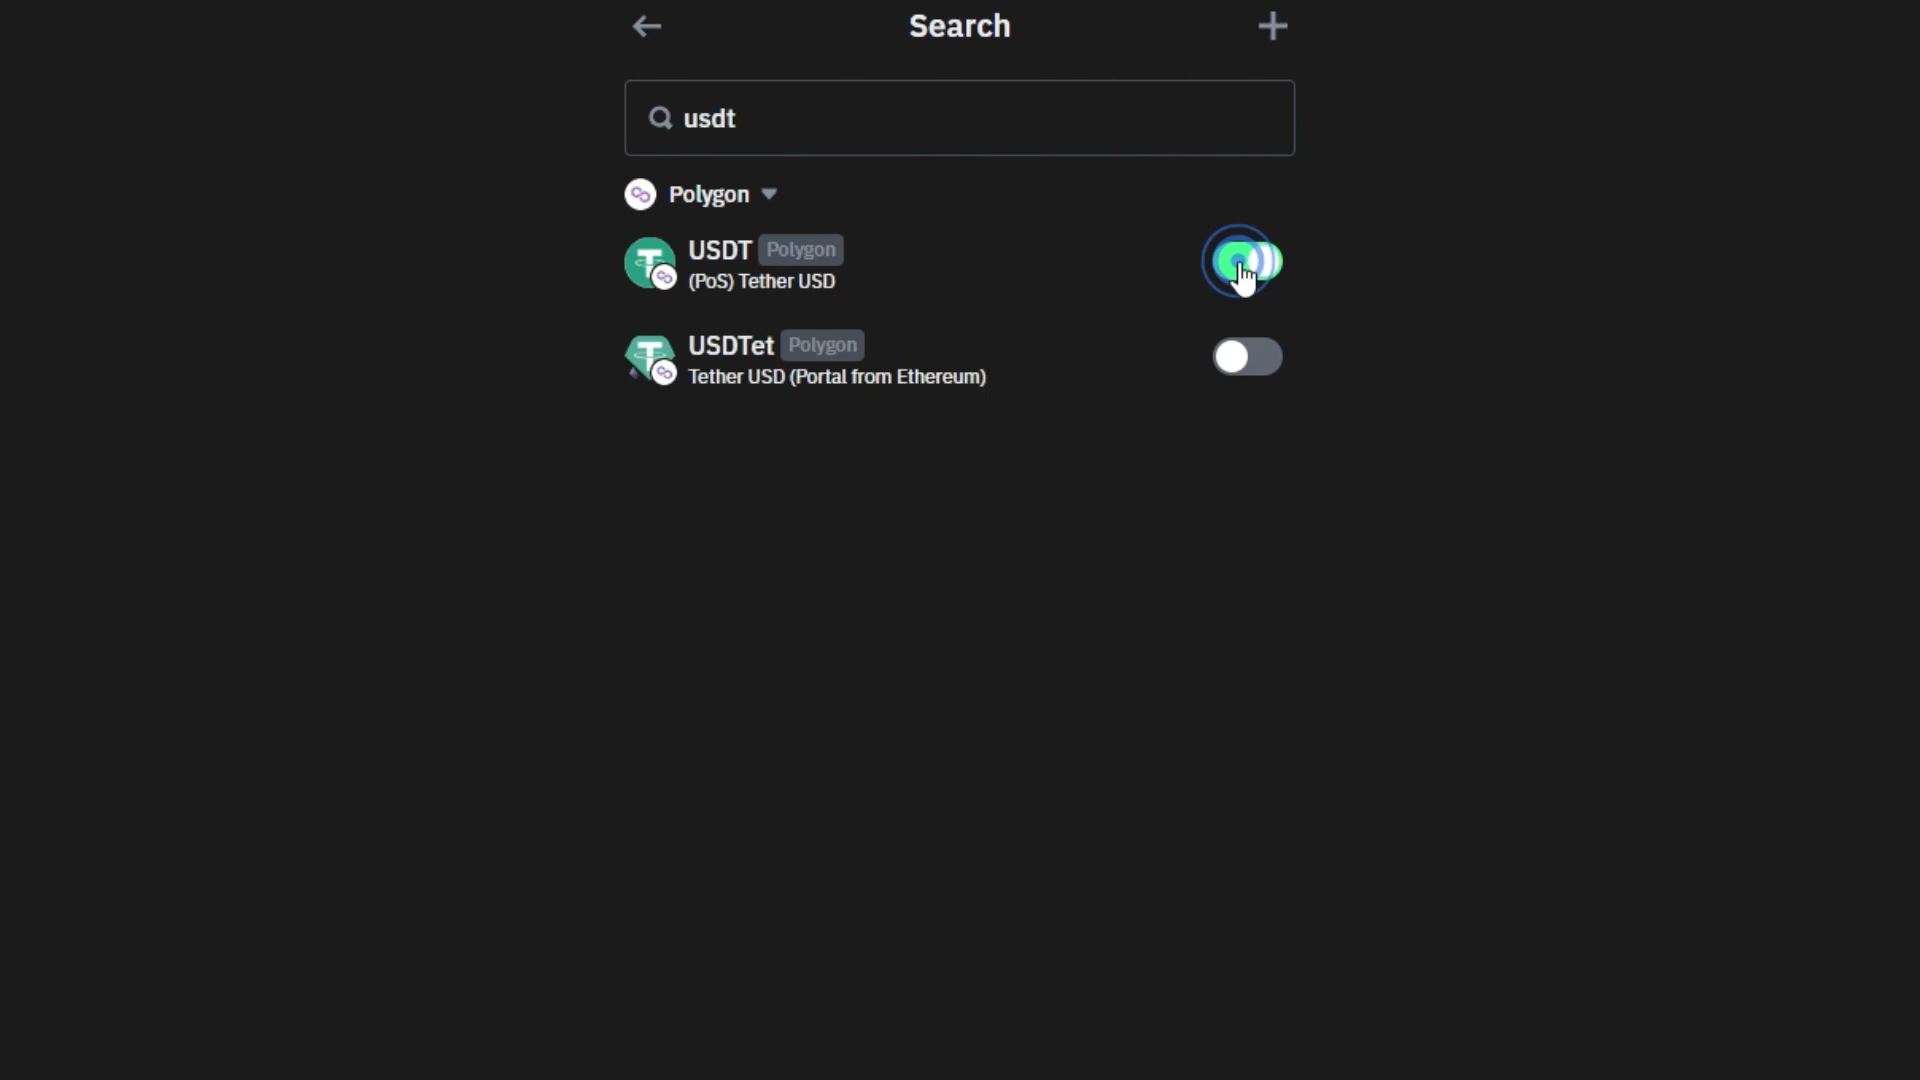 Search
usdt
Polygon
USDT Polygon
(PoS) Tether USD
USDTet Polygon
Tether USD (Portal from Ethereum)